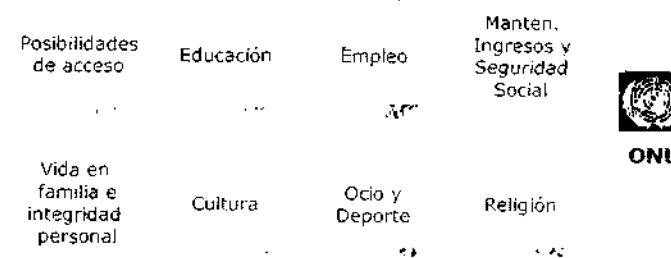 Posibilidades
de acceso
Educación
Empleo
Manten.
Ingresos y
Seguridad
Social
ONU
Vida en
familia e
integridad
personal
Cultura
Ocio y
Deporte
Religión